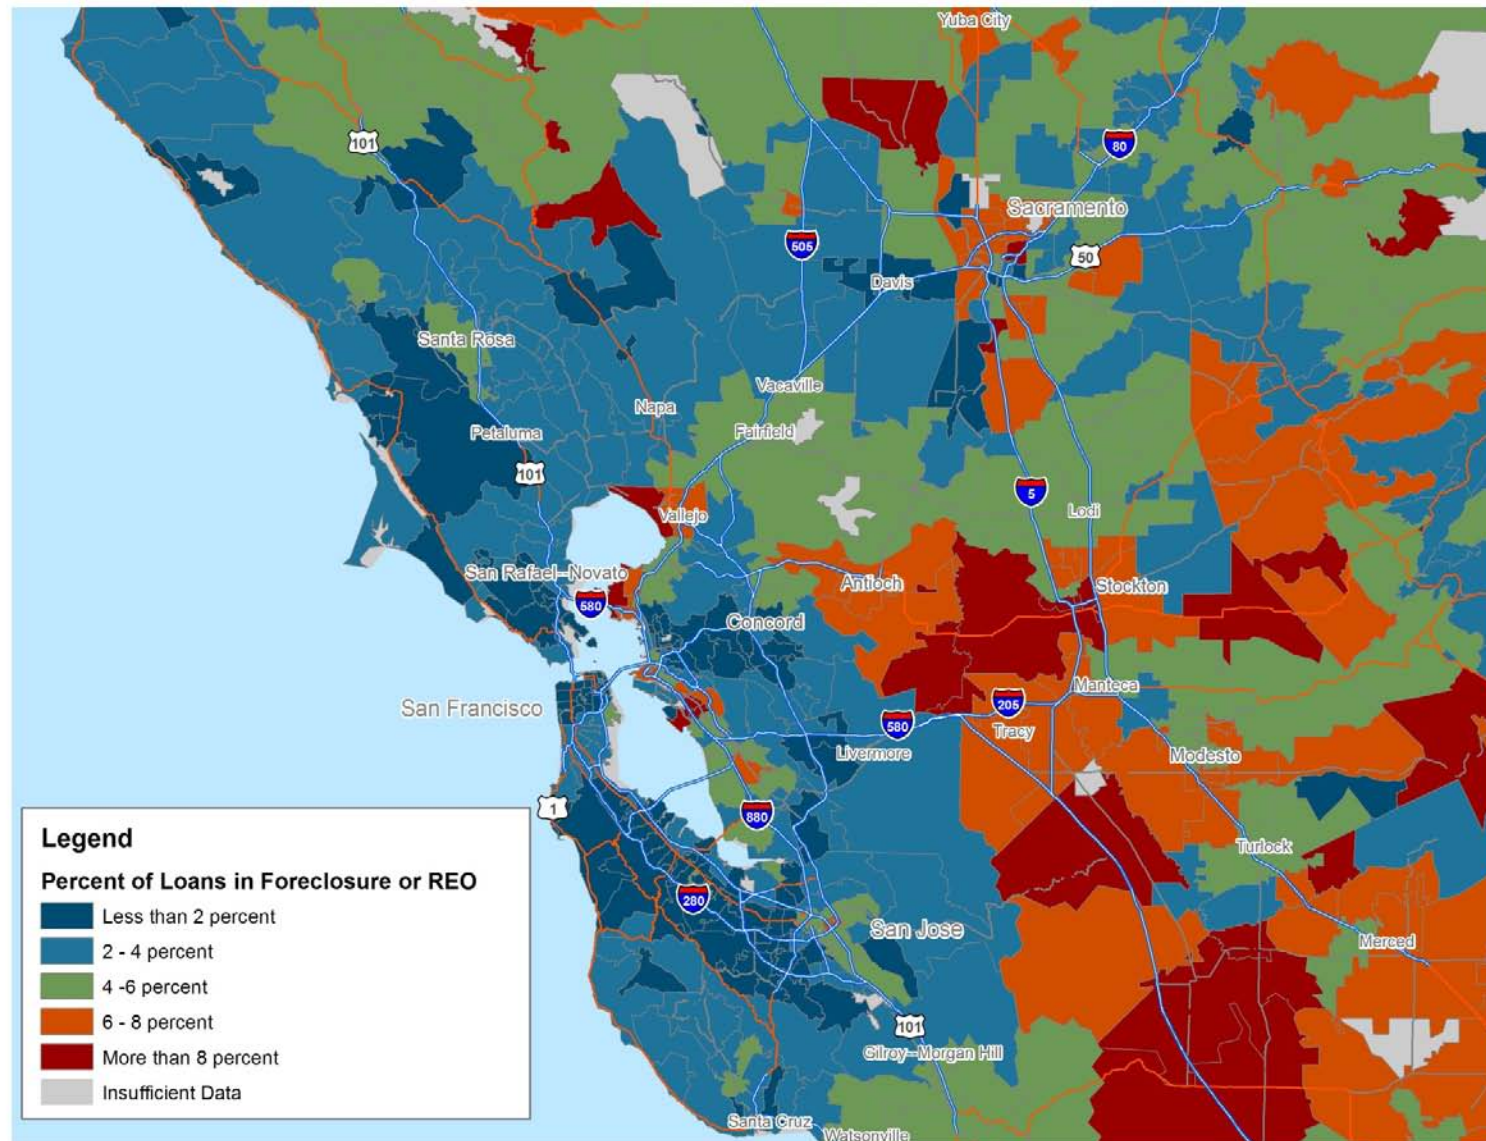 Yuba City
101
80
Sacramento
505
50
Davis
Santa Rosa
Vacaville
Napa
Petaluma
Fairfield
101
5
Lodi
Vallejo
San Rafael--Novato
Antioch
Stockton
580
Concord
Manteca
San Francisco
205
580
Tracy
Livermore
Modesto
1
880
Turlock
280
San Jose
Merced
101
Gilroy--Morgan Hill
Santa Cruz
Watsonville
Legend
Percent of Loans in Foreclosure or REO
Less than 2 percent
2 - 4 percent
4 -6 percent
6 - 8 percent
More than 8 percent
Insufficient Data